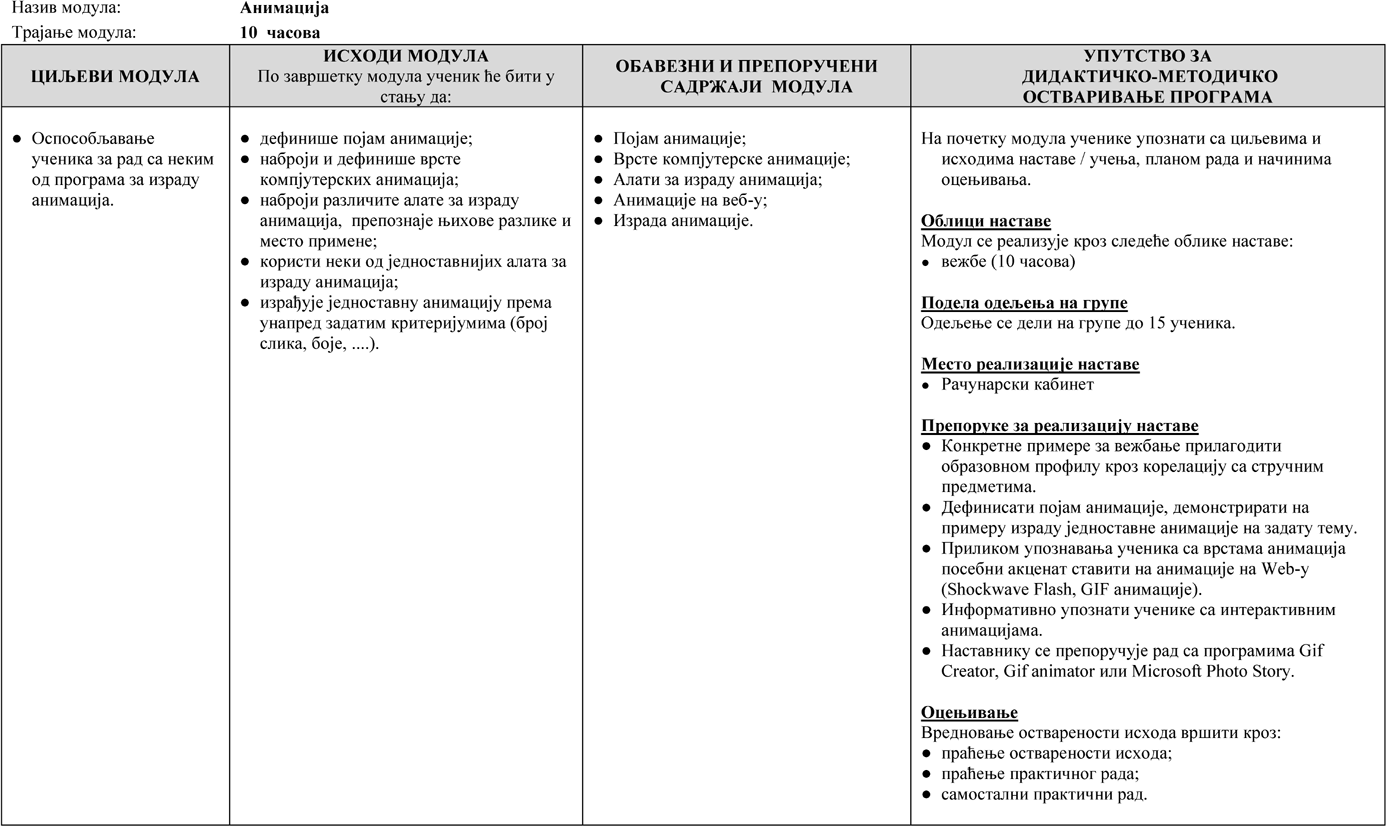 Назив модула: Анимација
Трајање модула: 10 часова
ЦИЉЕВИ МОДУЛА
ИСХОДИ МОДУЛА
По завршетку модула ученик ће бити у
стању да:
ОБАВЕЗНИ И ПРЕПОРУЧЕНИ
САДРЖАЈИ МОДУЛА
УПУТСТВО ЗА
ДИДАКТИЧКО-МЕТОДИЧКО
ОСТВАРИВАЊЕ ПРОГРАМА
● Оспособљавање
ученика за рад са неким
од програма за израду
анимација.
● дефинише појам анимације;
● наброји и дефинише врсте
компјутерских анимација;
● наброји различите алате за израду
анимација, препознаје њихове разлике и
место примене;
● користи неки од једноставнијих алата за
израду анимација;
● израђује једноставну анимацију према
унапред задатим критеријумима (број
слика, боје, ....).
● Појам анимације;
● Врсте компјутерске анимације;
● Алати за израду анимација;
● Анимације на веб-у;
● Израда анимације.
На почетку модула ученике упознати са циљевима и
исходима наставе / учења, планом рада и начинима
оцењивања.
Облици наставе
Модул се реализује кроз следеће облике наставе:
● вежбе (10 часова)
Подела одељења на групе
Одељење се дели на групе до 15 ученика.
Место реализације наставе
● Рачунарски кабинет
Препоруке за реализацију наставе
● Конкретне примере за вежбање прилагодити
образовном профилу кроз корелацију са стручним
предметима.
● Дефинисати појам анимације, демонстрирати на
примеру израду једноставне анимације на задату тему.
● Приликом упознавања ученика са врстама анимација
посебни акценат ставити на анимације на Web-у
(Shockwave Flash, GIF анимације).
● Информативно упознати ученике са интерактивним
анимацијама.
● Наставнику се препоручује рад са програмима Gif
Creator, Gif animator или Microsoft Photo Story.
Оцењивање
Вредновање остварености исхода вршити кроз:
● праћење остварености исхода;
● праћење практичног рада;
● самостални практични рад.